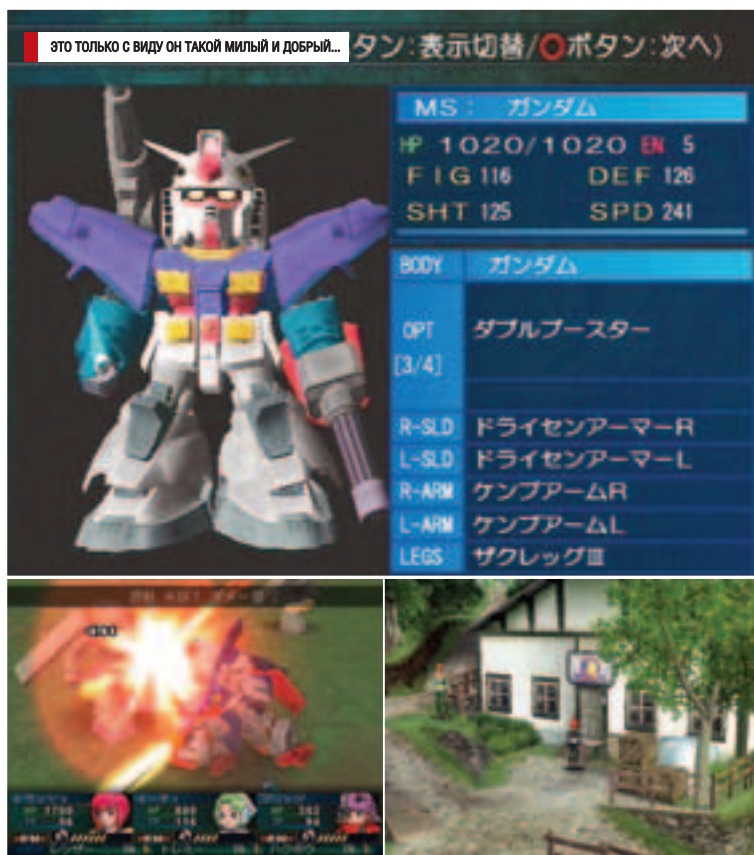 ЭТО ТОЛЬКО С ВИДУ ОН ТАКОЙ МИЛЫЙ И ДОБРЫЙ...
タン:表示切替/○ボタン:次へ)
MS: ガンダム
HP 1020/1020 EN 5
FIG 116 DEF 126
SHT 125 SPD 241
BODY ガンダム
OPT ダブルブースター
[3/4]
R-SLD ドライセンアーマーR
L-SLD ドライセンアーマーL
R-ARM ケンプアームR
L-ARM ケンプアームL
LEGS ザクレッグⅢ